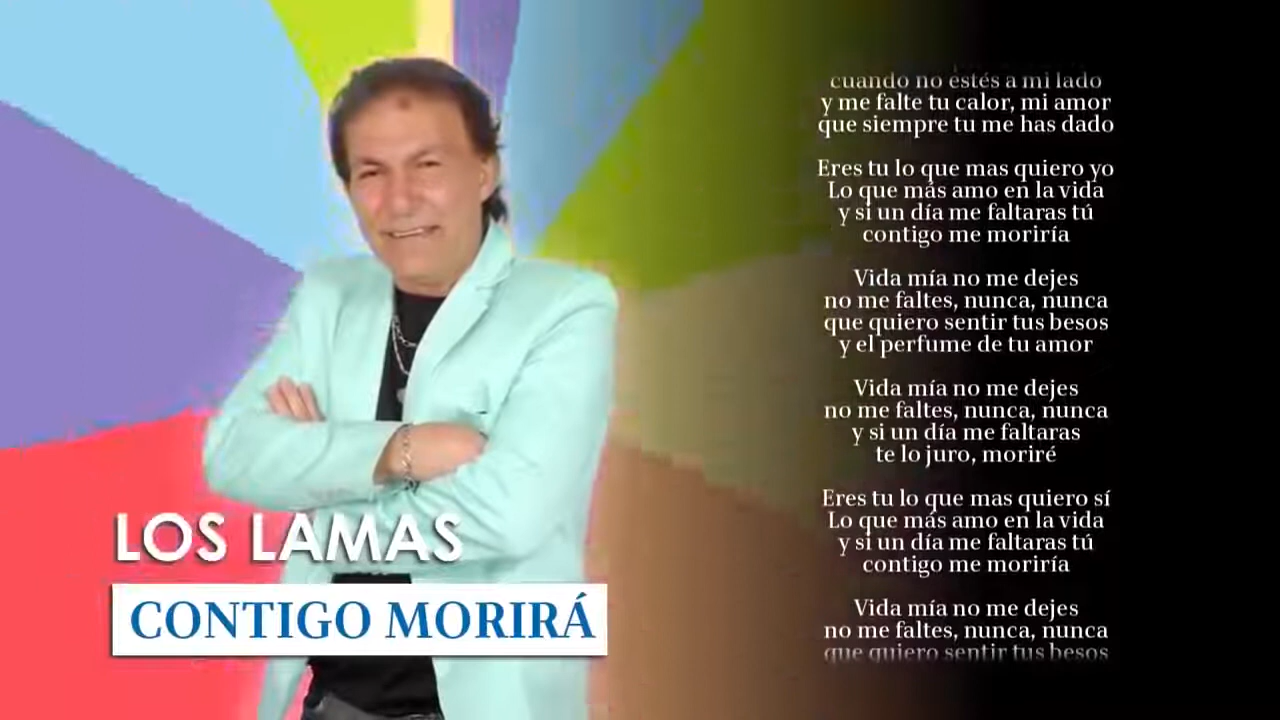 LOS LAMAS
CONTIGO MORIRÁ
cuando no estés a mi lado
y me falte tu calor, mi amor
que siempre tu me has dado
Eres tu lo que mas quiero yo
Lo que más amo en la vida
y si un día me faltaras tú
contigo me moriría
Vida mía no me dejes
no me faltes, nunca, nunca
que quiero sentir tus besos
y el perfume de tu amor
Vida mía no me dejes
no me faltes, nunca, nunca
y si un día me faltaras
te lo juro, moriré
Eres tu lo que mas quiero sí
Lo que más amo en la vida
y si un día me faltaras tú
contigo me moriría
Vida mía no me dejes
no me faltes, nunca, nunca
que quiero sentir tus besos